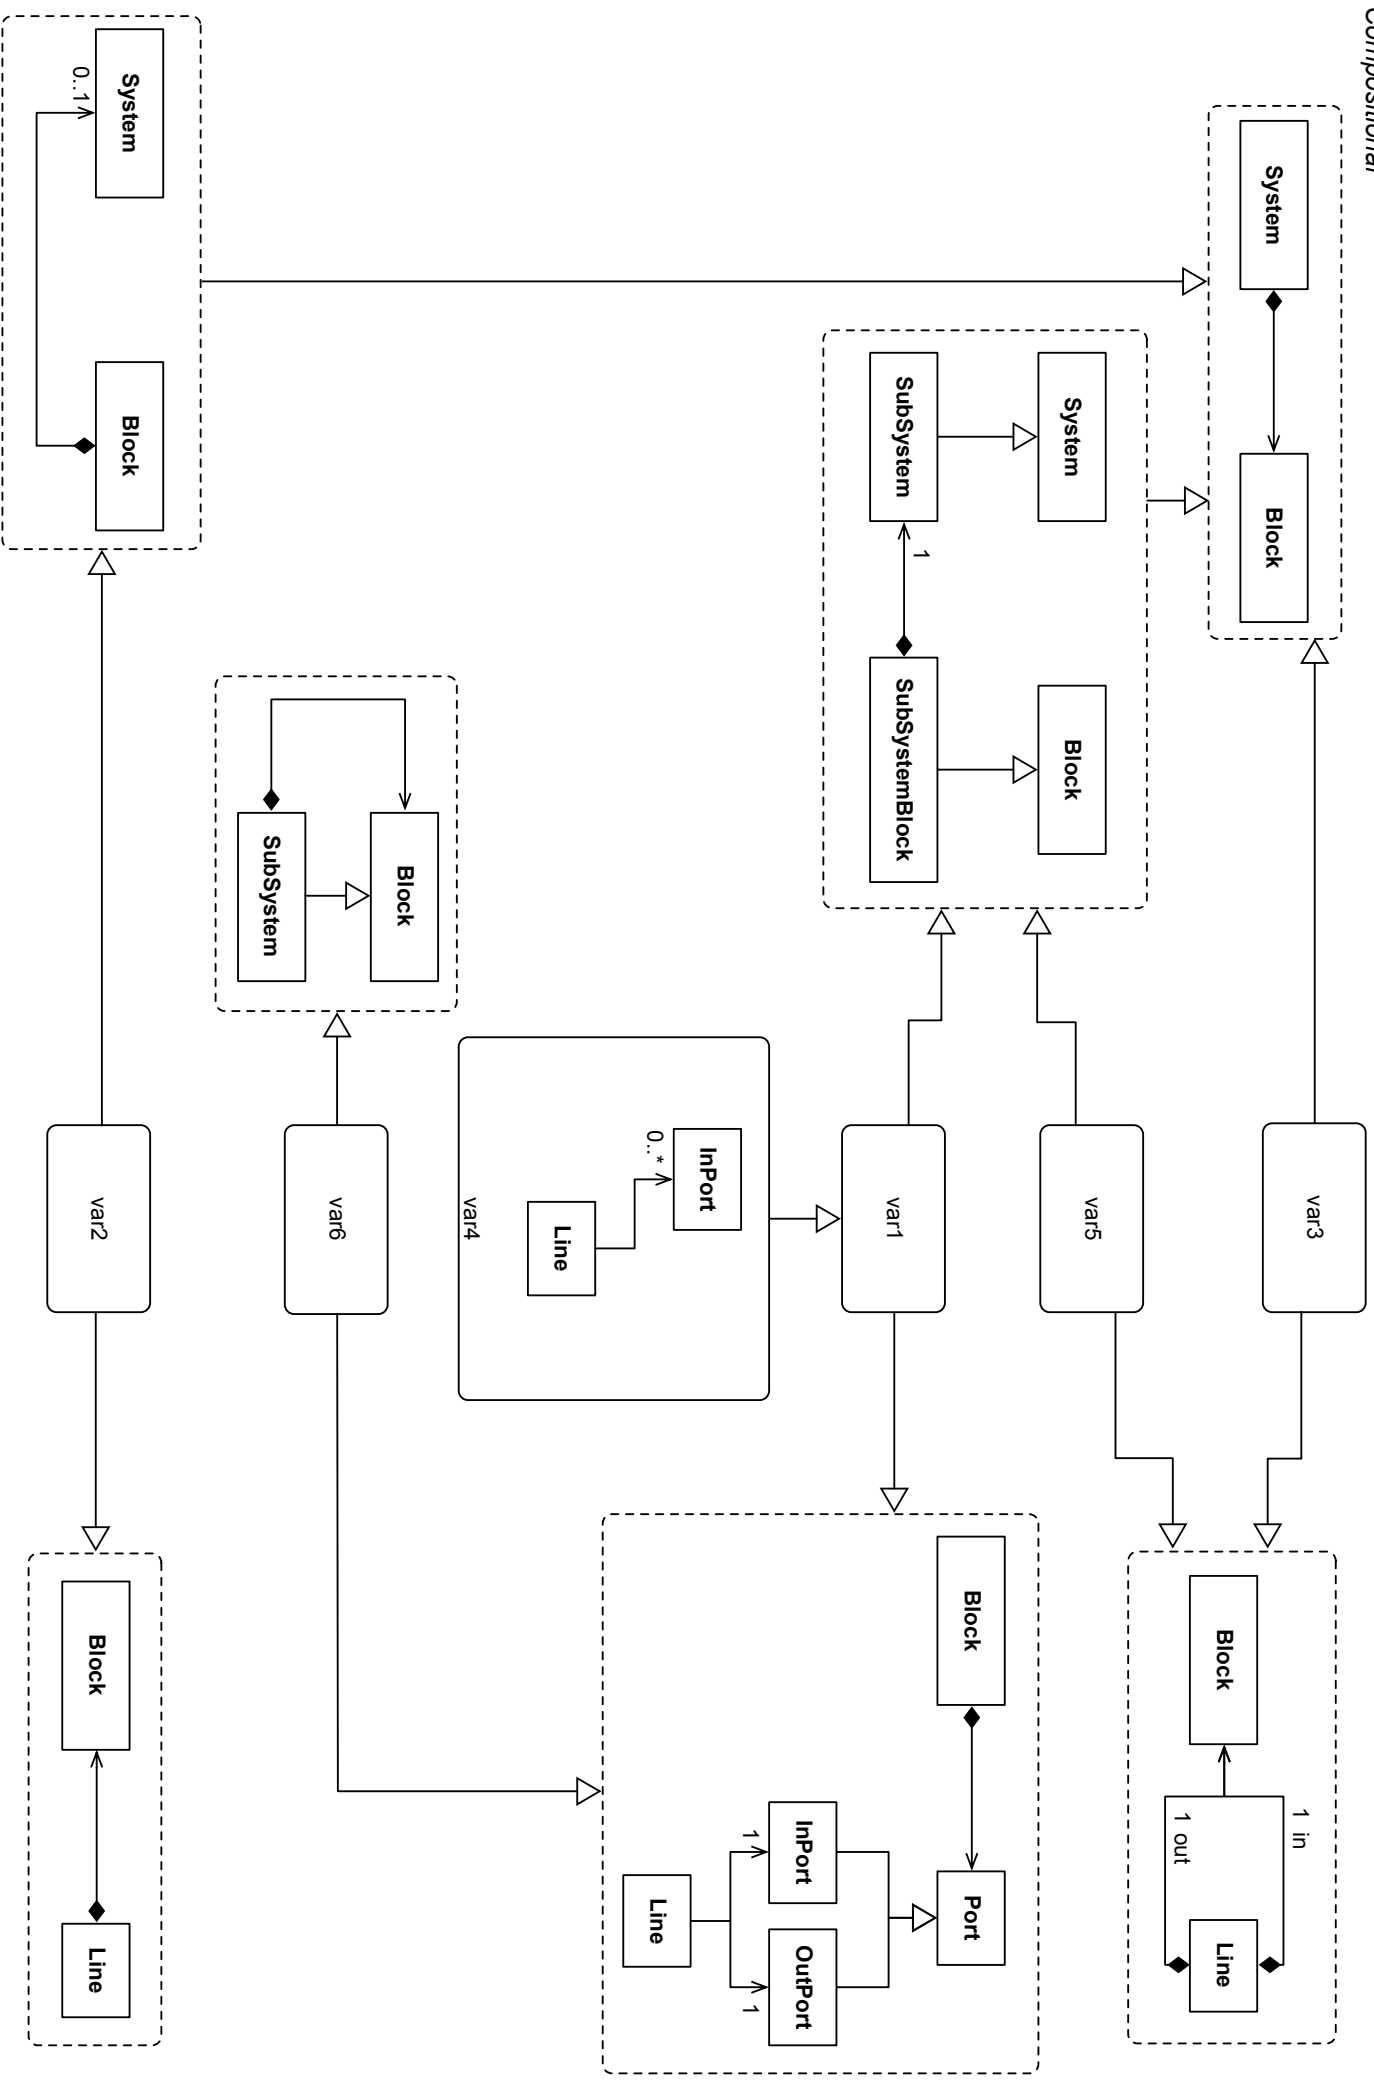 Compositional
System
Block
var3
1 in
Block
Line
1 out
System
Block
SubSystem
1
SubSystemBlock
var5
var1
Block
Port
InPort
OutPort
1
1
Line
InPort
0..*
Line
var4
Block
SubSystem
var6
System
0..1
Block
var2
Block
Line